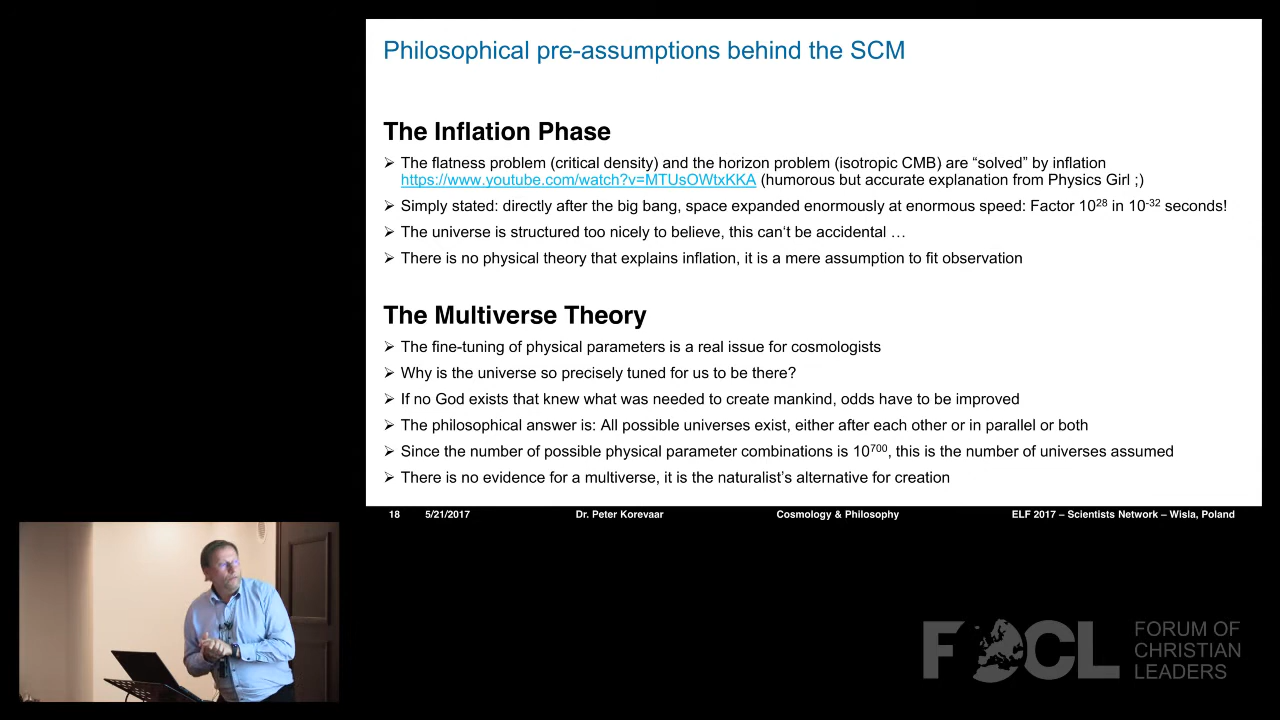 Philosophical pre-assumptions behind the SCM
The Inflation Phase
➢ The flatness problem (critical density) and the horizon problem (isotropic CMB) are “solved” by inflation
https://www.youtube.com/watch?v=MTUsOWtxKKA (humorous but accurate explanation from Physics Girl ;)
➢ Simply stated: directly after the big bang, space expanded enormously at enormous speed: Factor 10²⁸ in 10⁻³² seconds!
➢ The universe is structured too nicely to believe, this can‘t be accidental …
➢ There is no physical theory that explains inflation, it is a mere assumption to fit observation
The Multiverse Theory
➢ The fine-tuning of physical parameters is a real issue for cosmologists
➢ Why is the universe so precisely tuned for us to be there?
➢ If no God exists that knew what was needed to create mankind, odds have to be improved
➢ The philosophical answer is: All possible universes exist, either after each other or in parallel or both
➢ Since the number of possible physical parameter combinations is 10⁷⁰⁰, this is the number of universes assumed
➢ There is no evidence for a multiverse, it is the naturalist’s alternative for creation
18 5/21/2017 Dr. Peter Korevaar Cosmology & Philosophy ELF 2017 – Scientists Network – Wisla, Poland
FOCL
FORUM OF
CHRISTIAN
LEADERS